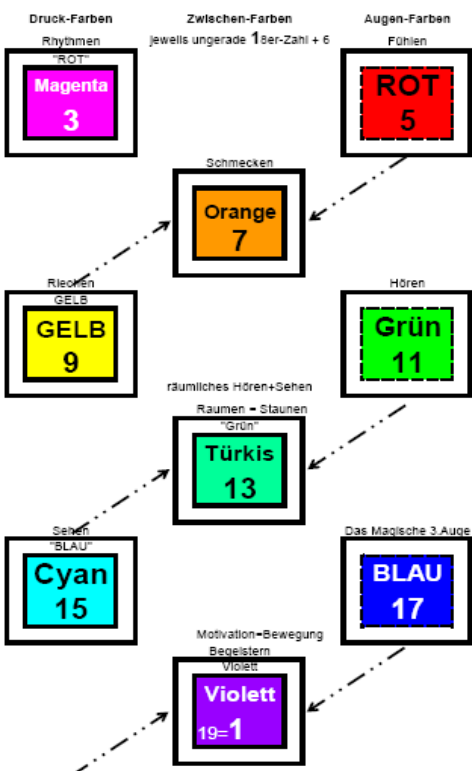 Druck-Farben
Zwischen-Farben
Augen-Farben
Rhythmen
jeweils ungerade 18er-Zahl + 6
Fühlen
"ROT"
Magenta
3
ROT
5
Schmecken
Orange
7
Riechen
GELB
GELB
9
Hören
Grün
11
räumliches Hören+Sehen
Raumen = Staunen
"Grün"
Türkis
13
Sehen
"BLAU"
Cyan
15
Das Magische 3.Auge
BLAU
17
Motivation=Bewegung
Begeistern
Violett
Violett
19=1